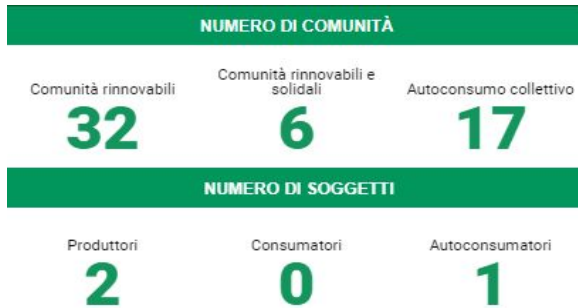 NUMERO DI COMUNITÀ
Comunità rinnovabili
32
Comunità rinnovabili e
solidali
6
Autoconsumo collettivo
17
NUMERO DI SOGGETTI
Produttori
2
Consumatori
0
Autoconsumatori
1